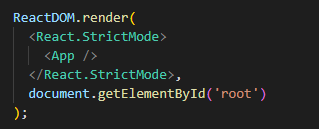 ReactDOM.render(
  <React.StrictMode>
    <App />
  </React.StrictMode>,
  document.getElementById('root')
);